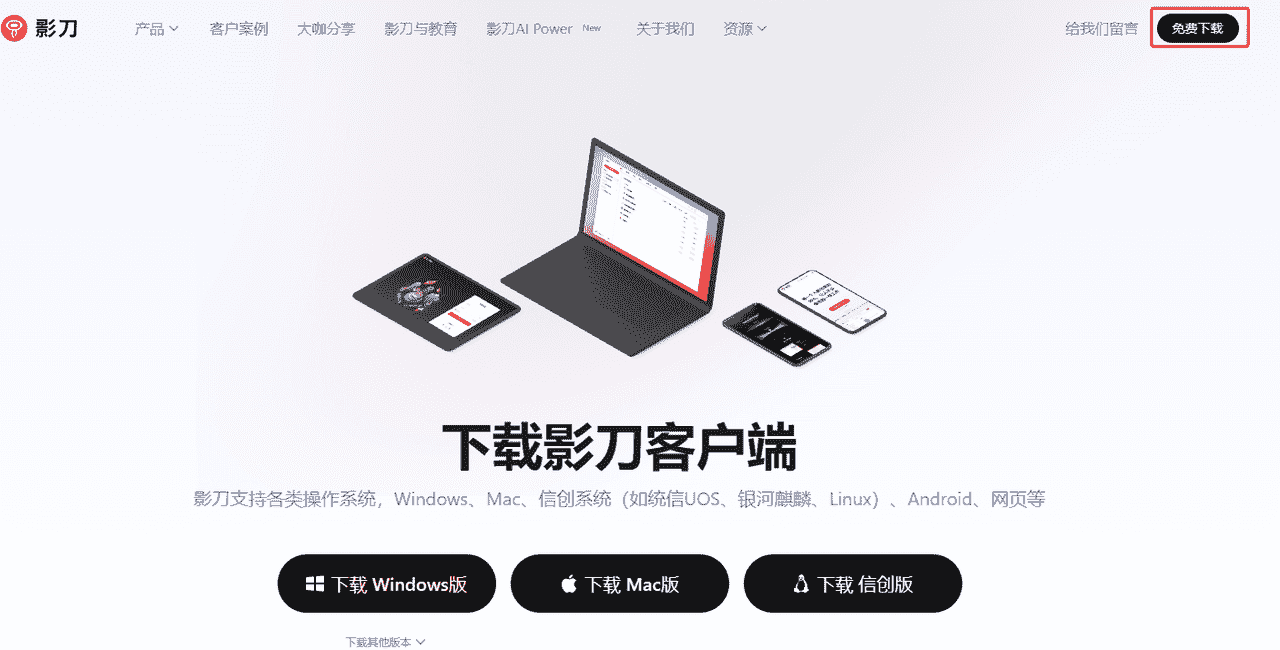 影刀 产品 客户案例 大咖分享 影刀与教育 影刀AI Power New 关于我们 资源 给我们留言 免费下载
下载影刀客户端
影刀支持各类操作系统，Windows、Mac、信创系统（如统信UOS、银河麒麟、Linux）、Android、网页等
下载 Windows版 下载 Mac版 下载 信创版
下载其他版本